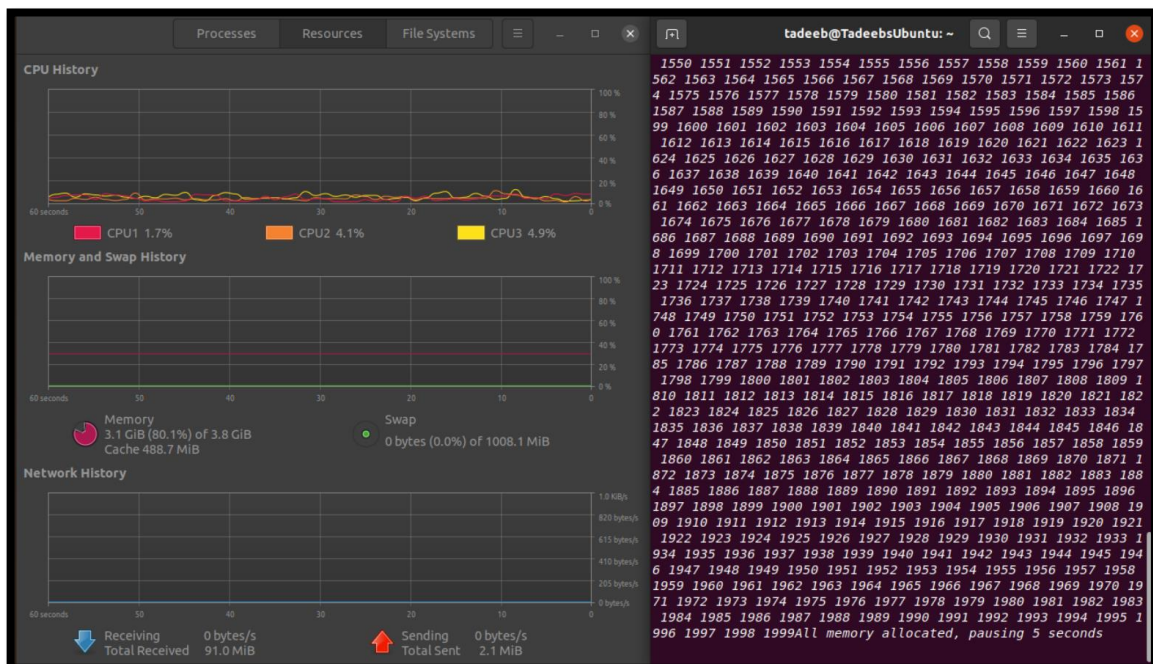 Processes Resources File Systems
CPU History
100 %
80 %
60 %
40 %
20 %
0 %
60 seconds 50 40 30 20 10 0
CPU1 1.7% CPU2 4.1% CPU3 4.9%
Memory and Swap History
100 %
80 %
60 %
40 %
20 %
0 %
60 seconds 50 40 30 20 10 0
Memory
3.1 GiB (80.1%) of 3.8 GiB
Cache 488.7 MiB
Swap
0 bytes (0.0%) of 1008.1 MiB
Network History
1.0 KiB/s
820 bytes/s
615 bytes/s
410 bytes/s
205 bytes/s
0 bytes/s
60 seconds 50 40 30 20 10 0
Receiving 0 bytes/s
Total Received 91.0 MiB
Sending 0 bytes/s
Total Sent 2.1 MiB
tadeeb@TadeebsUbuntu: ~
1550 1551 1552 1553 1554 1555 1556 1557 1558 1559 1560 1561 1
562 1563 1564 1565 1566 1567 1568 1569 1570 1571 1572 1573 157
4 1575 1576 1577 1578 1579 1580 1581 1582 1583 1584 1585 1586
1587 1588 1589 1590 1591 1592 1593 1594 1595 1596 1597 1598 15
99 1600 1601 1602 1603 1604 1605 1606 1607 1608 1609 1610 1611
1612 1613 1614 1615 1616 1617 1618 1619 1620 1621 1622 1623 1
624 1625 1626 1627 1628 1629 1630 1631 1632 1633 1634 1635 163
6 1637 1638 1639 1640 1641 1642 1643 1644 1645 1646 1647 1648
1649 1650 1651 1652 1653 1654 1655 1656 1657 1658 1659 1660 16
61 1662 1663 1664 1665 1666 1667 1668 1669 1670 1671 1672 1673
1674 1675 1676 1677 1678 1679 1680 1681 1682 1683 1684 1685 1
686 1687 1688 1689 1690 1691 1692 1693 1694 1695 1696 1697 169
8 1699 1700 1701 1702 1703 1704 1705 1706 1707 1708 1709 1710
1711 1712 1713 1714 1715 1716 1717 1718 1719 1720 1721 1722 17
23 1724 1725 1726 1727 1728 1729 1730 1731 1732 1733 1734 1735
1736 1737 1738 1739 1740 1741 1742 1743 1744 1745 1746 1747 1
748 1749 1750 1751 1752 1753 1754 1755 1756 1757 1758 1759 176
0 1761 1762 1763 1764 1765 1766 1767 1768 1769 1770 1771 1772
1773 1774 1775 1776 1777 1778 1779 1780 1781 1782 1783 1784 17
85 1786 1787 1788 1789 1790 1791 1792 1793 1794 1795 1796 1797
1798 1799 1800 1801 1802 1803 1804 1805 1806 1807 1808 1809 1
810 1811 1812 1813 1814 1815 1816 1817 1818 1819 1820 1821 182
2 1823 1824 1825 1826 1827 1828 1829 1830 1831 1832 1833 1834
1835 1836 1837 1838 1839 1840 1841 1842 1843 1844 1845 1846 18
47 1848 1849 1850 1851 1852 1853 1854 1855 1856 1857 1858 1859
1860 1861 1862 1863 1864 1865 1866 1867 1868 1869 1870 1871 1
872 1873 1874 1875 1876 1877 1878 1879 1880 1881 1882 1883 188
4 1885 1886 1887 1888 1889 1890 1891 1892 1893 1894 1895 1896
1897 1898 1899 1900 1901 1902 1903 1904 1905 1906 1907 1908 19
09 1910 1911 1912 1913 1914 1915 1916 1917 1918 1919 1920 1921
1922 1923 1924 1925 1926 1927 1928 1929 1930 1931 1932 1933 1
934 1935 1936 1937 1938 1939 1940 1941 1942 1943 1944 1945 194
6 1947 1948 1949 1950 1951 1952 1953 1954 1955 1956 1957 1958
1959 1960 1961 1962 1963 1964 1965 1966 1967 1968 1969 1970 19
71 1972 1973 1974 1975 1976 1977 1978 1979 1980 1981 1982 1983
1984 1985 1986 1987 1988 1989 1990 1991 1992 1993 1994 1995 1
996 1997 1998 1999All memory allocated, pausing 5 seconds